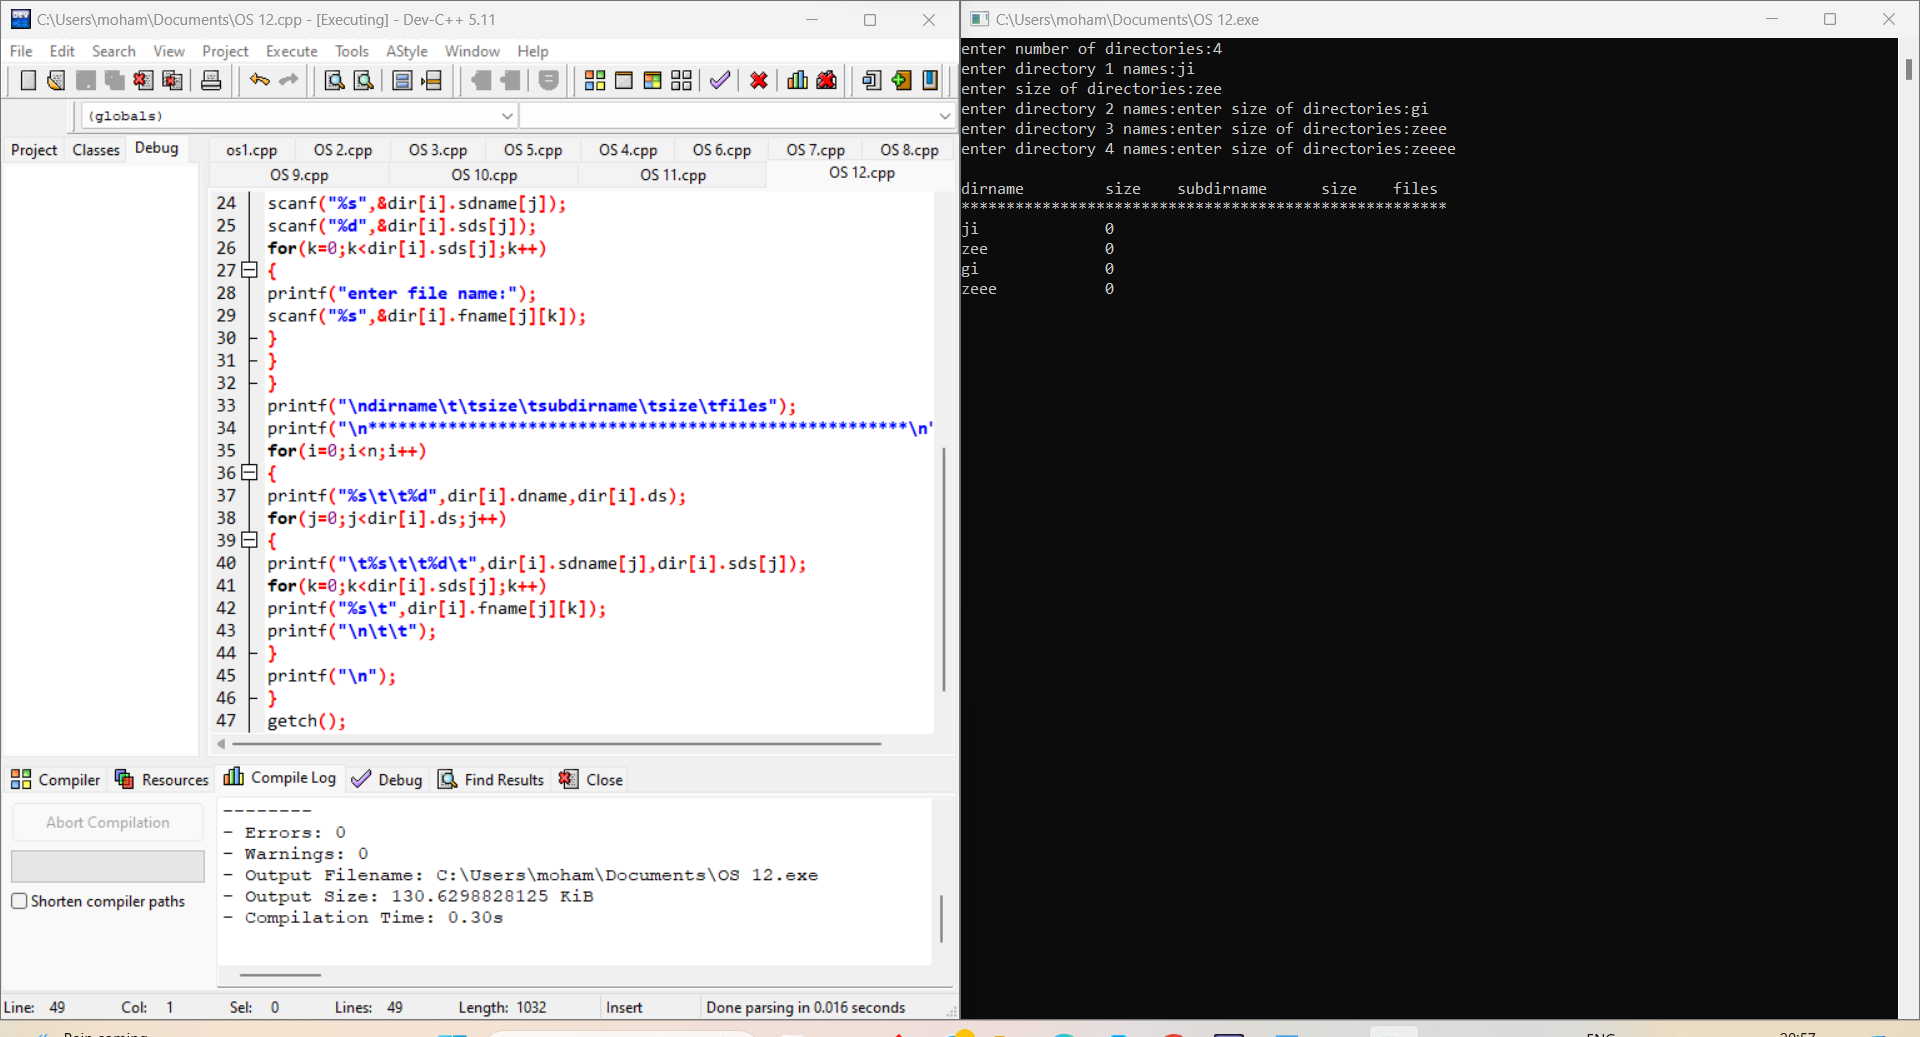 C:\Users\moham\Documents\OS 12.cpp - [Executing] - Dev-C++ 5.11
File Edit Search View Project Execute Tools AStyle Window Help
(globals)
Project Classes Debug
os1.cpp OS 2.cpp OS 3.cpp OS 5.cpp OS 4.cpp OS 6.cpp OS 7.cpp OS 8.cpp
OS 9.cpp OS 10.cpp OS 11.cpp OS 12.cpp
24 scanf("%s",&dir[i].sdname[j]);
25 scanf("%d",&dir[i].sds[j]);
26 for(k=0;k<dir[i].sds[j];k++)
27 {
28 printf("enter file name:");
29 scanf("%s",&dir[i].fname[j][k]);
30 }
31 }
32 }
33 printf("\ndirname\t\tsize\tsubdirname\tsize\tfiles");
34 printf("\n******************************************************\n"
35 for(i=0;i<n;i++)
36 {
37 printf("%s\t\t%d",dir[i].dname,dir[i].ds);
38 for(j=0;j<dir[i].ds;j++)
39 {
40 printf("\t%s\t\t%d\t",dir[i].sdname[j],dir[i].sds[j]);
41 for(k=0;k<dir[i].sds[j];k++)
42 printf("%s\t",dir[i].fname[j][k]);
43 printf("\n\t\t");
44 }
45 printf("\n");
46 }
47 getch();
Compiler Resources Compile Log Debug Find Results Close
Abort Compilation
Shorten compiler paths
--------
- Errors: 0
- Warnings: 0
- Output Filename: C:\Users\moham\Documents\OS 12.exe
- Output Size: 130.6298828125 KiB
- Compilation Time: 0.30s
Line: 49 Col: 1 Sel: 0 Lines: 49 Length: 1032 Insert Done parsing in 0.016 seconds
C:\Users\moham\Documents\OS 12.exe
enter number of directories:4
enter directory 1 names:ji
enter size of directories:zee
enter directory 2 names:enter size of directories:gi
enter directory 3 names:enter size of directories:zeee
enter directory 4 names:enter size of directories:zeeee
dirname size subdirname size files
******************************************************
ji 0
zee 0
gi 0
zeee 0